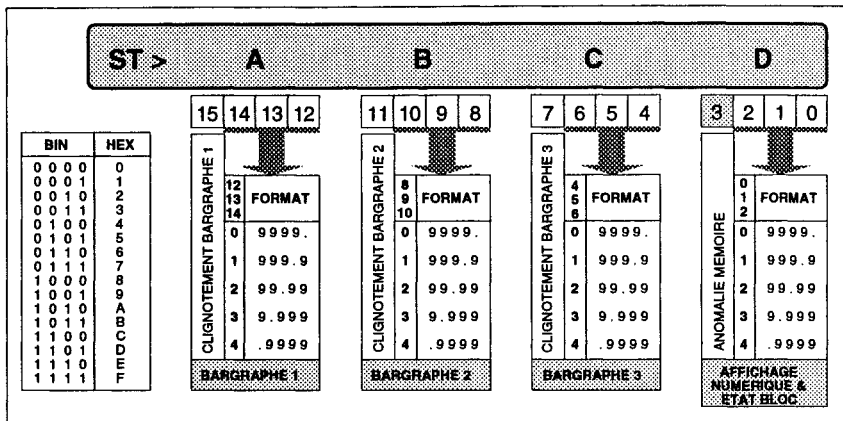 ST > A B C D
15 14 13 12
11 10 9 8
7 6 5 4
3 2 1 0
BIN HEX
0 0 0 0 0
0 0 0 1 1
0 0 1 0 2
0 0 1 1 3
0 1 0 0 4
0 1 0 1 5
0 1 1 0 6
0 1 1 1 7
1 0 0 0 8
1 0 0 1 9
1 0 1 0 A
1 0 1 1 B
1 1 0 0 C
1 1 0 1 D
1 1 1 0 E
1 1 1 1 F
CLIGNOTEMENT BARGRAPHE 1
12
13
14
FORMAT
0 9999.
1 999.9
2 99.99
3 9.999
4 .9999
BARGRAPHE 1
CLIGNOTEMENT BARGRAPHE 2
8
9
10
FORMAT
0 9999.
1 999.9
2 99.99
3 9.999
4 .9999
BARGRAPHE 2
CLIGNOTEMENT BARGRAPHE 3
4
5
6
FORMAT
0 9999.
1 999.9
2 99.99
3 9.999
4 .9999
BARGRAPHE 3
ANOMALIE MEMOIRE
0
1
2
FORMAT
0 9999.
1 999.9
2 99.99
3 9.999
4 .9999
AFFICHAGE
NUMERIQUE &
ETAT BLOC